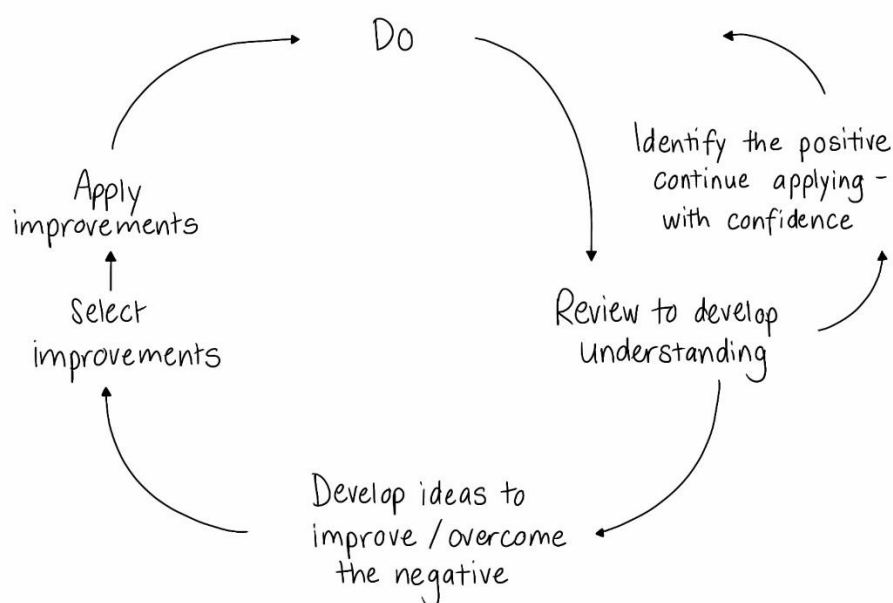 Do
Identify the positive
continue applying -
with confidence
Review to develop
understanding
Develop ideas to
improve / overcome
the negative
Select
improvements
Apply
improvements